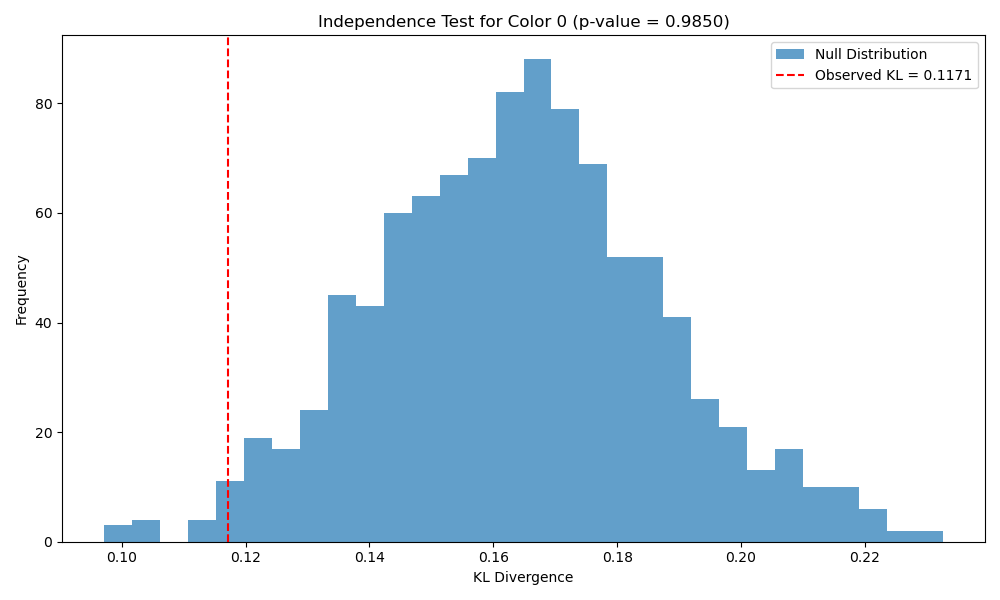 Independence Test for Color 0 (p-value = 0.9850)
Null Distribution
Observed KL = 0.1171
Frequency
80
60
40
20
0
0.10 0.12 0.14 0.16 0.18 0.20 0.22
KL Divergence